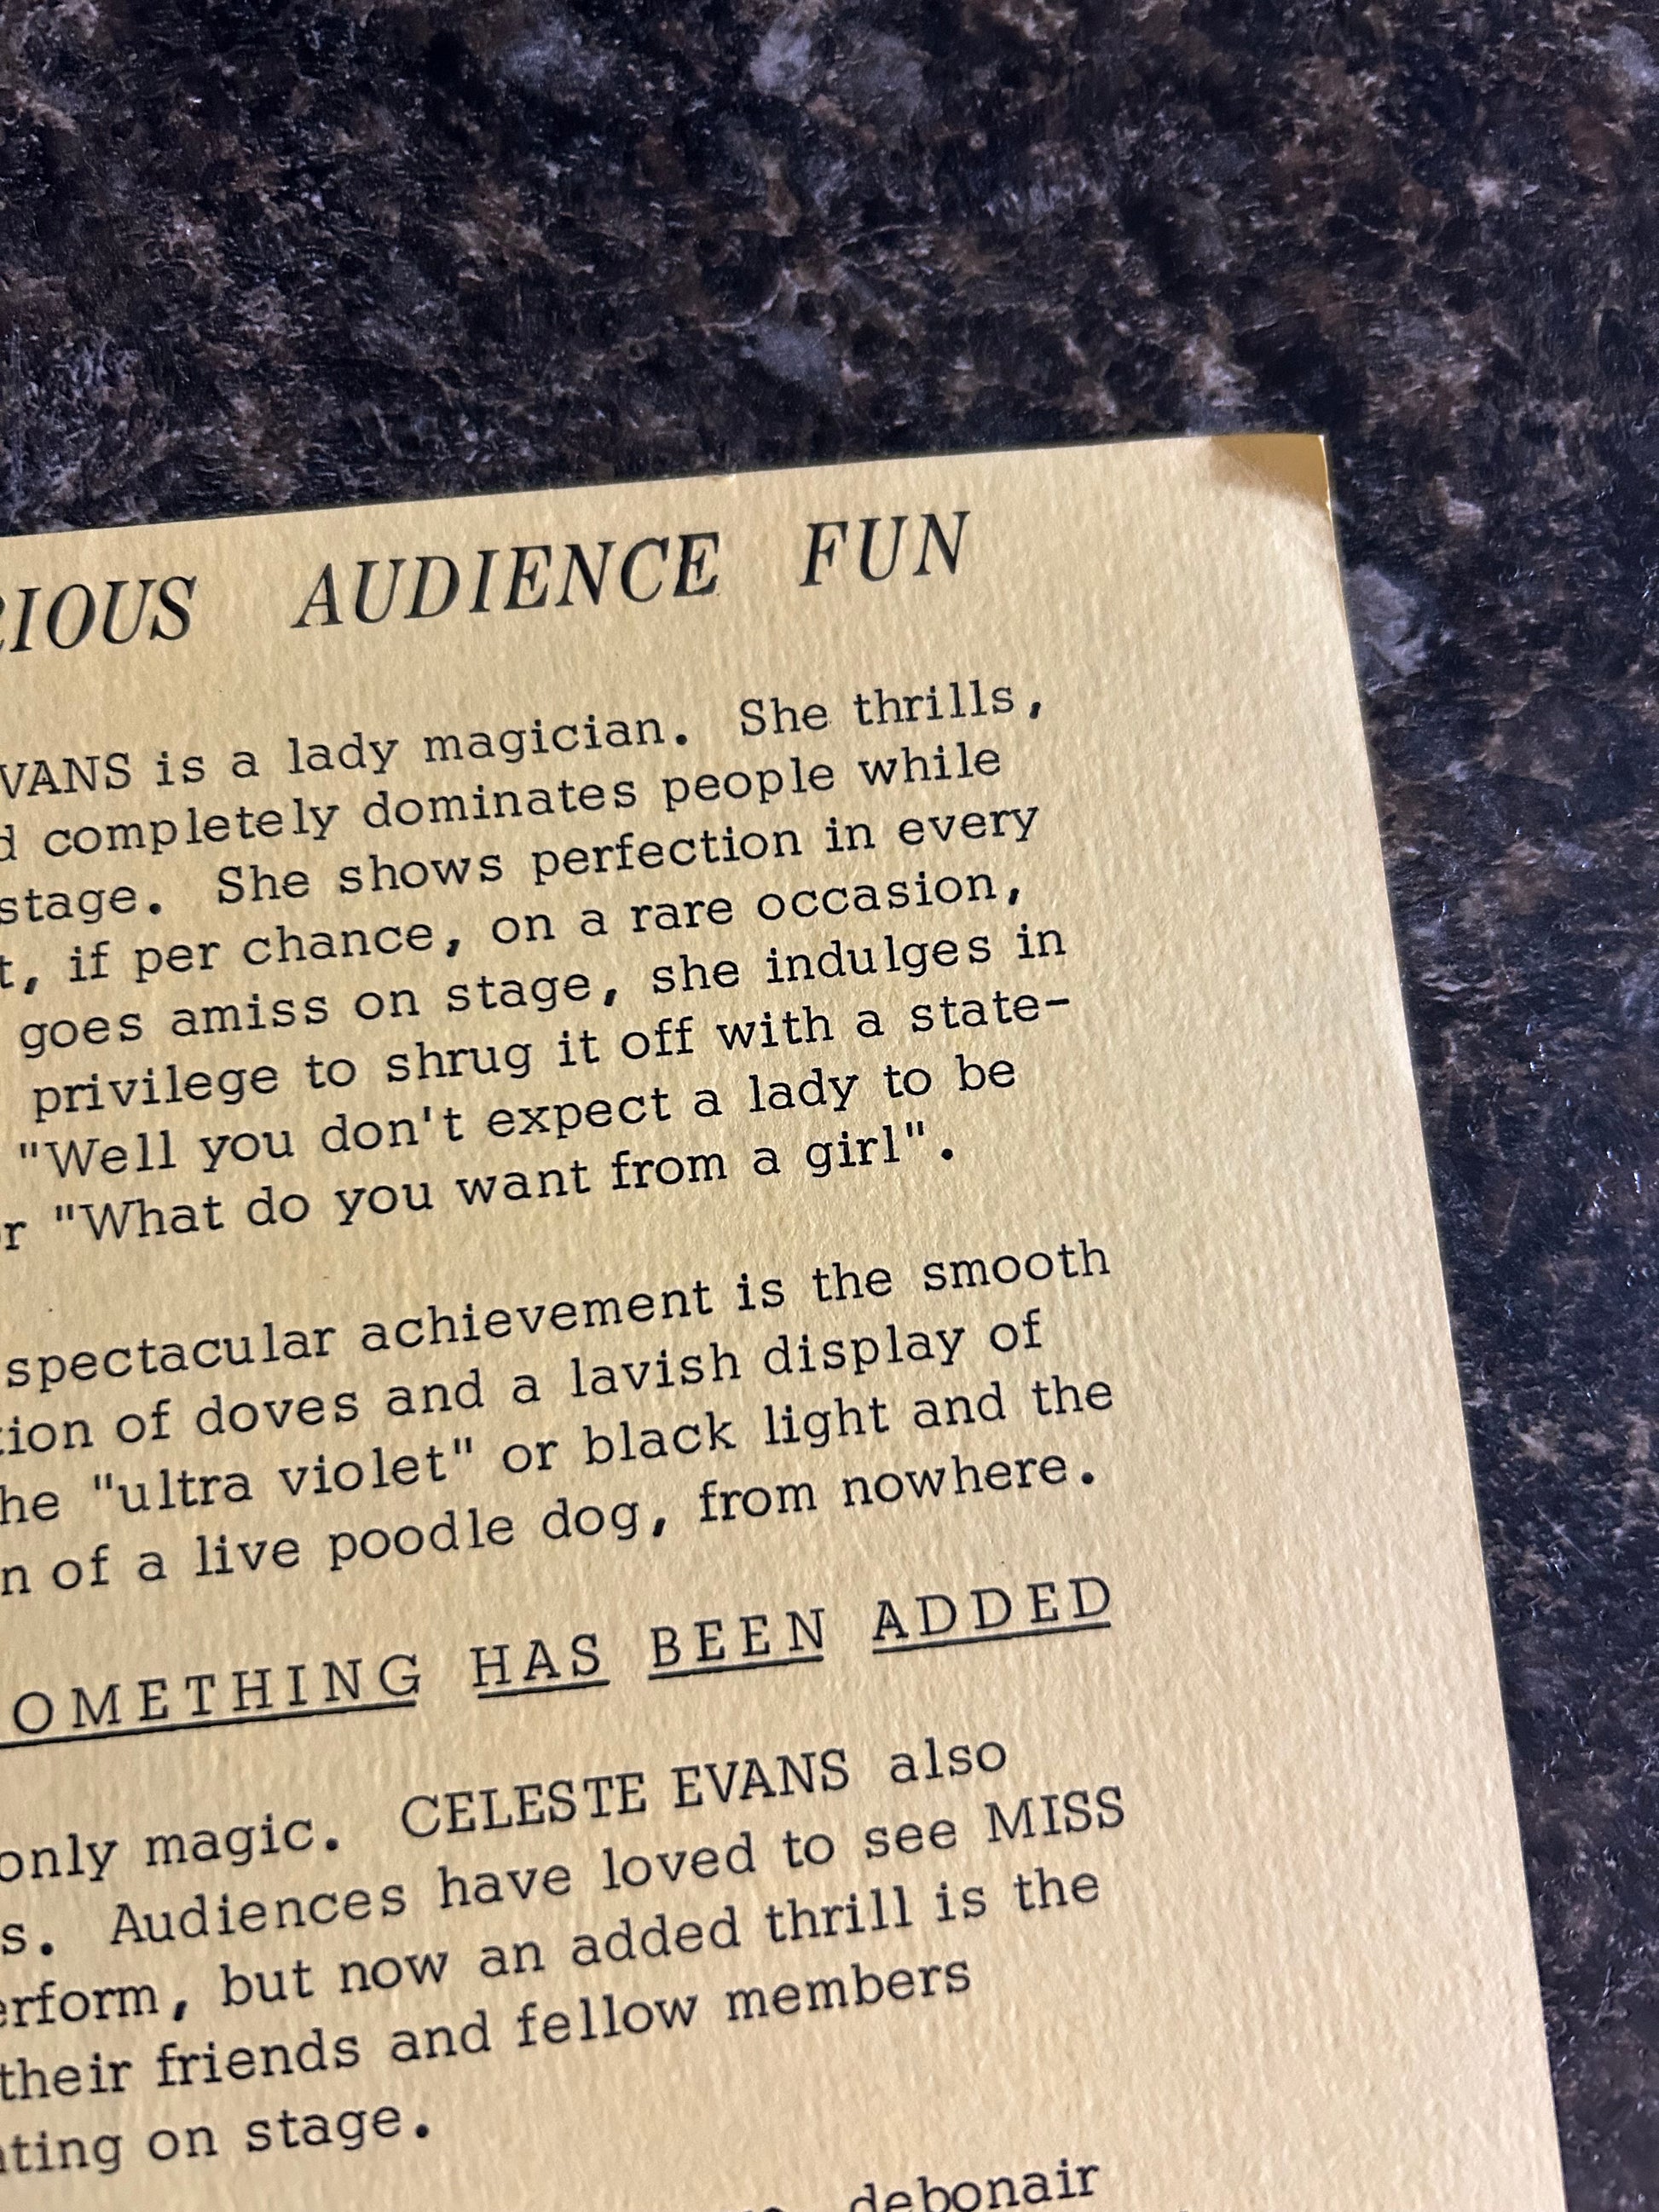 RIOUS AUDIENCE FUN
VANS is a lady magician. She thrills,
d completely dominates people while
stage. She shows perfection in every
t, if per chance, on a rare occasion,
goes amiss on stage, she indulges in
privilege to shrug it off with a state-
"Well you don't expect a lady to be
r "What do you want from a girl".
spectacular achievement is the smooth
tion of doves and a lavish display of
he "ultra violet" or black light and the
n of a live poodle dog, from nowhere.
OMETHING HAS BEEN ADDED
only magic. CELESTE EVANS also
s. Audiences have loved to see MISS
erform, but now an added thrill is the
their friends and fellow members
ating on stage.
debonair